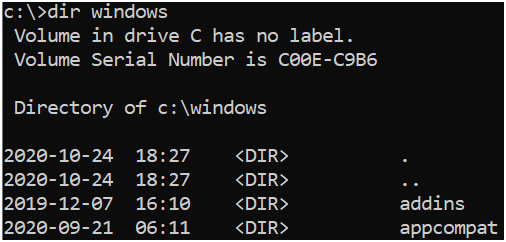 c:\>dir windows
Volume in drive C has no label.
Volume Serial Number is C00E-C9B6
Directory of c:\windows
2020-10-24  18:27    <DIR>          .
2020-10-24  18:27    <DIR>          ..
2019-12-07  16:10    <DIR>          addins
2020-09-21  06:11    <DIR>          appcompat